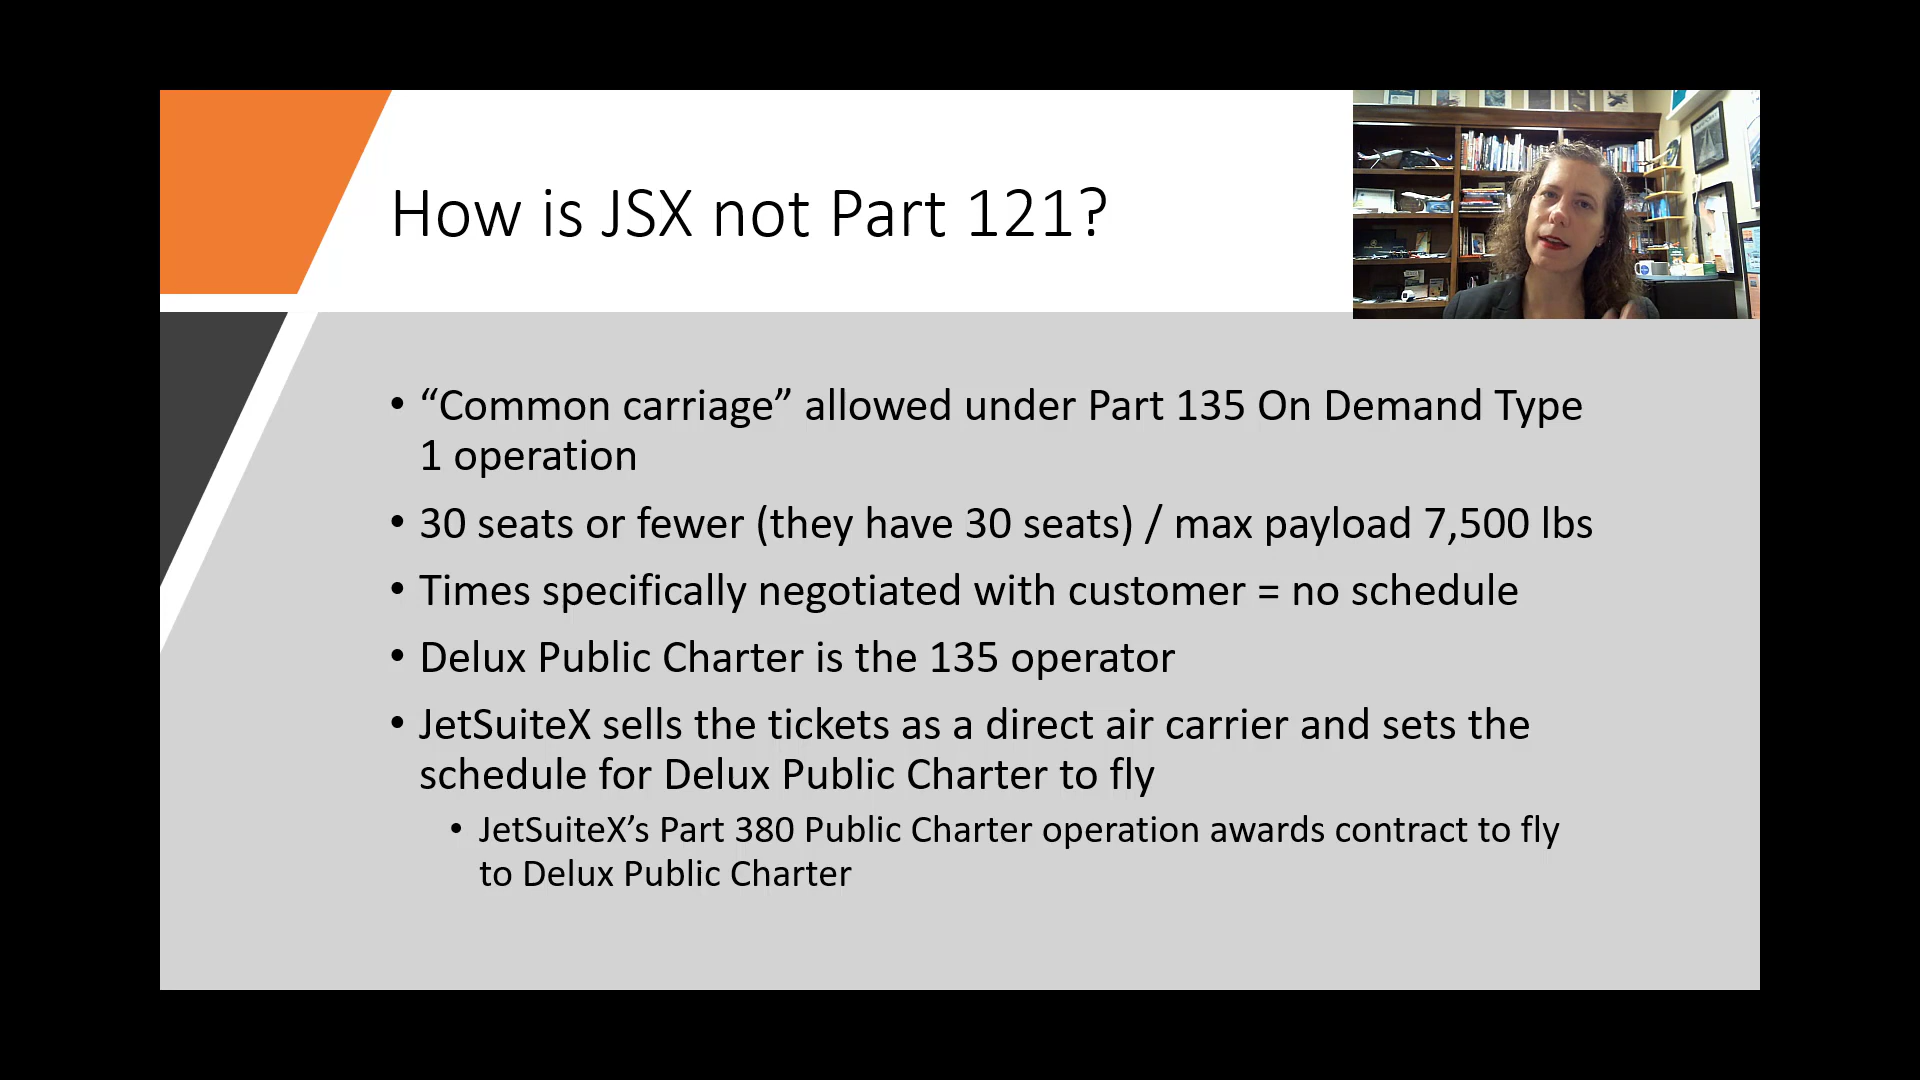 How is JSX not Part 121?
• “Common carriage” allowed under Part 135 On Demand Type
1 operation
• 30 seats or fewer (they have 30 seats) / max payload 7,500 lbs
• Times specifically negotiated with customer = no schedule
• Delux Public Charter is the 135 operator
• JetSuiteX sells the tickets as a direct air carrier and sets the
schedule for Delux Public Charter to fly
• JetSuiteX’s Part 380 Public Charter operation awards contract to fly
to Delux Public Charter